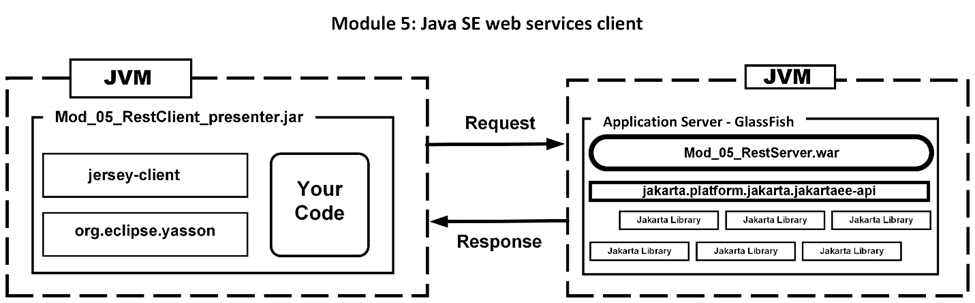 Module 5: Java SE web services client
JVM
Mod_05_RestClient_presenter.jar
jersey-client
org.eclipse.yasson
Your
Code
Request
Response
JVM
Application Server - GlassFish
Mod_05_RestServer.war
jakarta.platform.jakarta.jakartaee-api
Jakarta Library
Jakarta Library
Jakarta Library
Jakarta Library
Jakarta Library
Jakarta Library